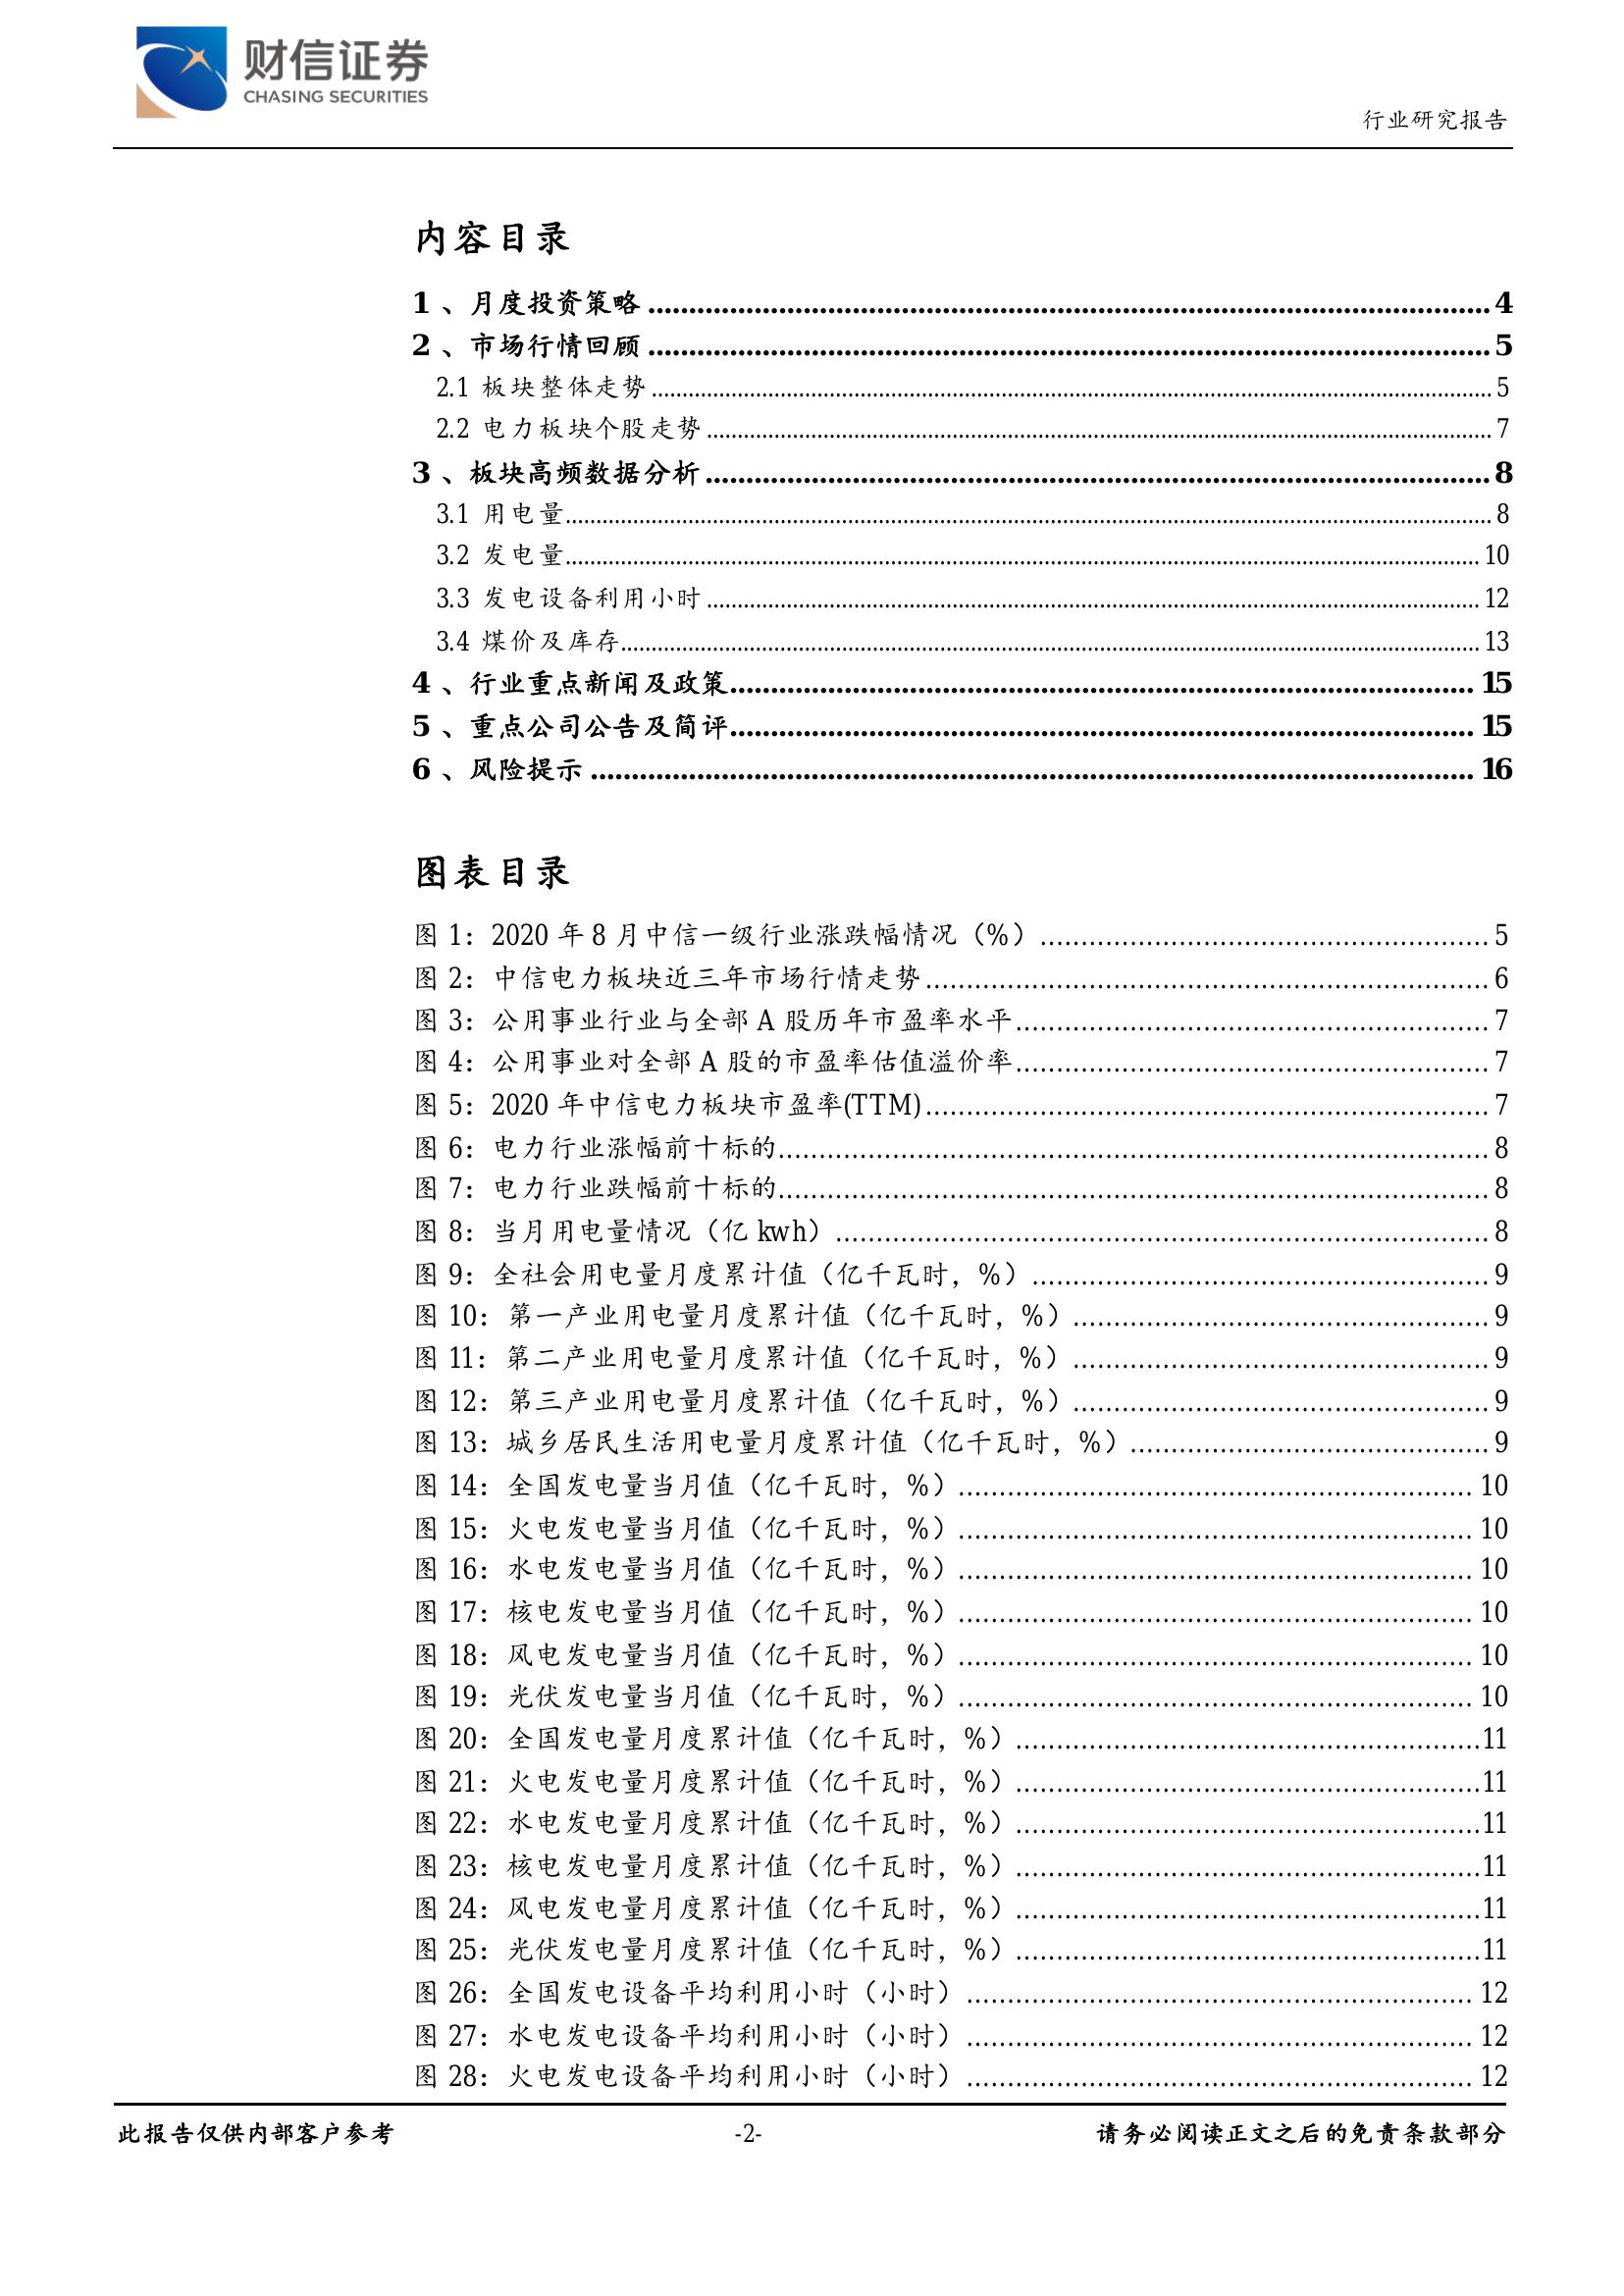 财信证券
CHASING SECURITIES
行业研究报告
内容目录
1 、月度投资策略 ........................................ 4
2 、市场行情回顾 ........................................ 5
2.1 板块整体走势 ........................................ 5
2.2 电力板块个股走势 ........................................ 7
3 、板块高频数据分析 ........................................ 8
3.1 用电量 ........................................ 8
3.2 发电量 ........................................ 10
3.3 发电设备利用小时 ........................................ 12
3.4 煤价及库存 ........................................ 13
4 、行业重点新闻及政策 ........................................ 15
5 、重点公司公告及简评 ........................................ 15
6 、风险提示 ........................................ 16
图表目录
图 1：2020 年 8 月中信一级行业涨跌幅情况（%） ........................................ 5
图 2：中信电力板块近三年市场行情走势 ........................................ 6
图 3：公用事业行业与全部 A 股历年市盈率水平 ........................................ 7
图 4：公用事业对全部 A 股的市盈率估值溢价率 ........................................ 7
图 5：2020 年中信电力板块市盈率(TTM) ........................................ 7
图 6：电力行业涨幅前十标的 ........................................ 8
图 7：电力行业跌幅前十标的 ........................................ 8
图 8：当月用电量情况（亿 kwh） ........................................ 8
图 9：全社会用电量月度累计值（亿千瓦时，%） ........................................ 9
图 10：第一产业用电量月度累计值（亿千瓦时，%） ........................................ 9
图 11：第二产业用电量月度累计值（亿千瓦时，%） ........................................ 9
图 12：第三产业用电量月度累计值（亿千瓦时，%） ........................................ 9
图 13：城乡居民生活用电量月度累计值（亿千瓦时，%） ........................................ 9
图 14：全国发电量当月值（亿千瓦时，%） ........................................ 10
图 15：火电发电量当月值（亿千瓦时，%） ........................................ 10
图 16：水电发电量当月值（亿千瓦时，%） ........................................ 10
图 17：核电发电量当月值（亿千瓦时，%） ........................................ 10
图 18：风电发电量当月值（亿千瓦时，%） ........................................ 10
图 19：光伏发电量当月值（亿千瓦时，%） ........................................ 10
图 20：全国发电量月度累计值（亿千瓦时，%） ........................................ 11
图 21：火电发电量月度累计值（亿千瓦时，%） ........................................ 11
图 22：水电发电量月度累计值（亿千瓦时，%） ........................................ 11
图 23：核电发电量月度累计值（亿千瓦时，%） ........................................ 11
图 24：风电发电量月度累计值（亿千瓦时，%） ........................................ 11
图 25：光伏发电量月度累计值（亿千瓦时，%） ........................................ 11
图 26：全国发电设备平均利用小时（小时） ........................................ 12
图 27：水电发电设备平均利用小时（小时） ........................................ 12
图 28：火电发电设备平均利用小时（小时） ........................................ 12
此报告仅供内部客户参考 -2- 请务必阅读正文之后的免责条款部分